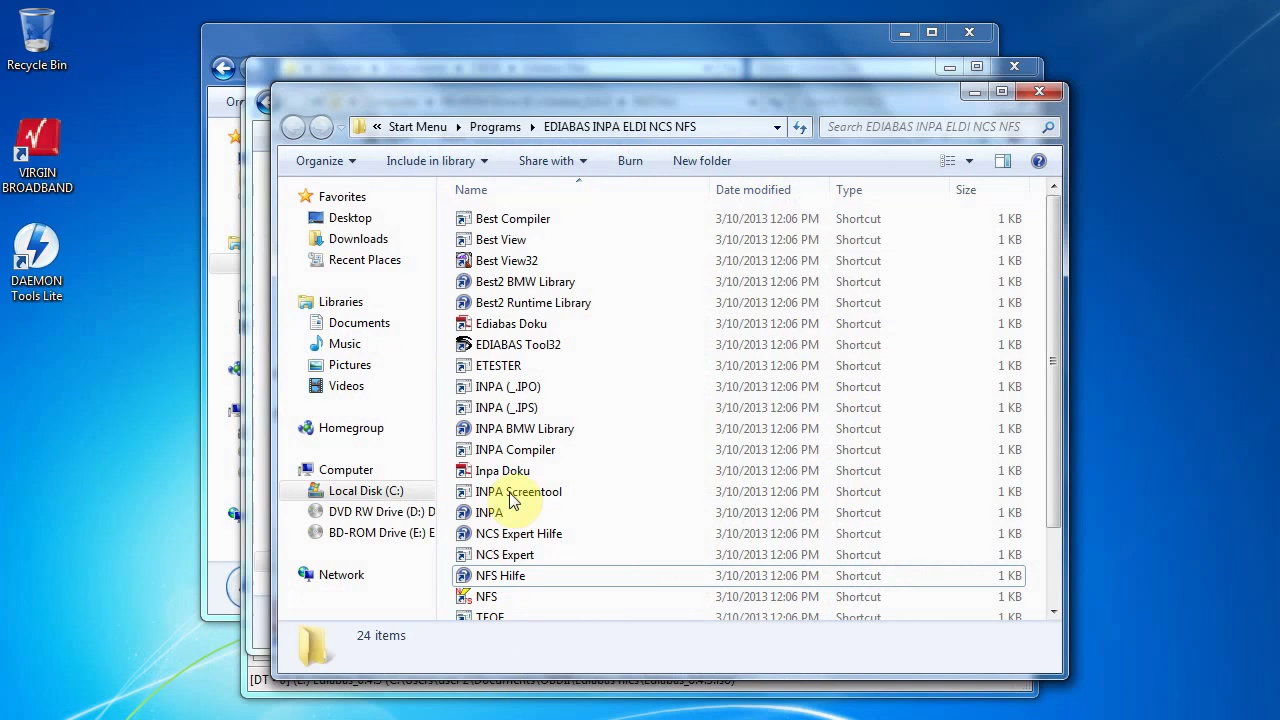 Recycle Bin
VIRGIN
BROADBAND
DAEMON
Tools Lite
Start Menu
Programs
EDIABAS INPA ELDI NCS NFS
Search EDIABAS INPA ELDI NCS NFS
Organize
Include in library
Share with
Burn
New folder
Favorites
Desktop
Downloads
Recent Places
Libraries
Documents
Music
Pictures
Videos
Homegroup
Computer
Local Disk (C:)
DVD RW Drive (D:) D
BD-ROM Drive (E:) E
Network
Name Date modified Type Size
Best Compiler 3/10/2013 12:06 PM Shortcut 1 KB
Best View 3/10/2013 12:06 PM Shortcut 1 KB
Best View32 3/10/2013 12:06 PM Shortcut 1 KB
Best2 BMW Library 3/10/2013 12:06 PM Shortcut 1 KB
Best2 Runtime Library 3/10/2013 12:06 PM Shortcut 1 KB
Ediabas Doku 3/10/2013 12:06 PM Shortcut 1 KB
EDIABAS Tool32 3/10/2013 12:06 PM Shortcut 1 KB
ETESTER 3/10/2013 12:06 PM Shortcut 1 KB
INPA (_.IPO) 3/10/2013 12:06 PM Shortcut 1 KB
INPA (_.IPS) 3/10/2013 12:06 PM Shortcut 1 KB
INPA BMW Library 3/10/2013 12:06 PM Shortcut 1 KB
INPA Compiler 3/10/2013 12:06 PM Shortcut 1 KB
Inpa Doku 3/10/2013 12:06 PM Shortcut 1 KB
INPA Screentool 3/10/2013 12:06 PM Shortcut 1 KB
INPA 3/10/2013 12:06 PM Shortcut 1 KB
NCS Expert Hilfe 3/10/2013 12:06 PM Shortcut 1 KB
NCS Expert 3/10/2013 12:06 PM Shortcut 1 KB
NFS Hilfe 3/10/2013 12:06 PM Shortcut 1 KB
NFS 3/10/2013 12:06 PM Shortcut 1 KB
3/10/2013 12:06 PM Shortcut 1 KB
24 items